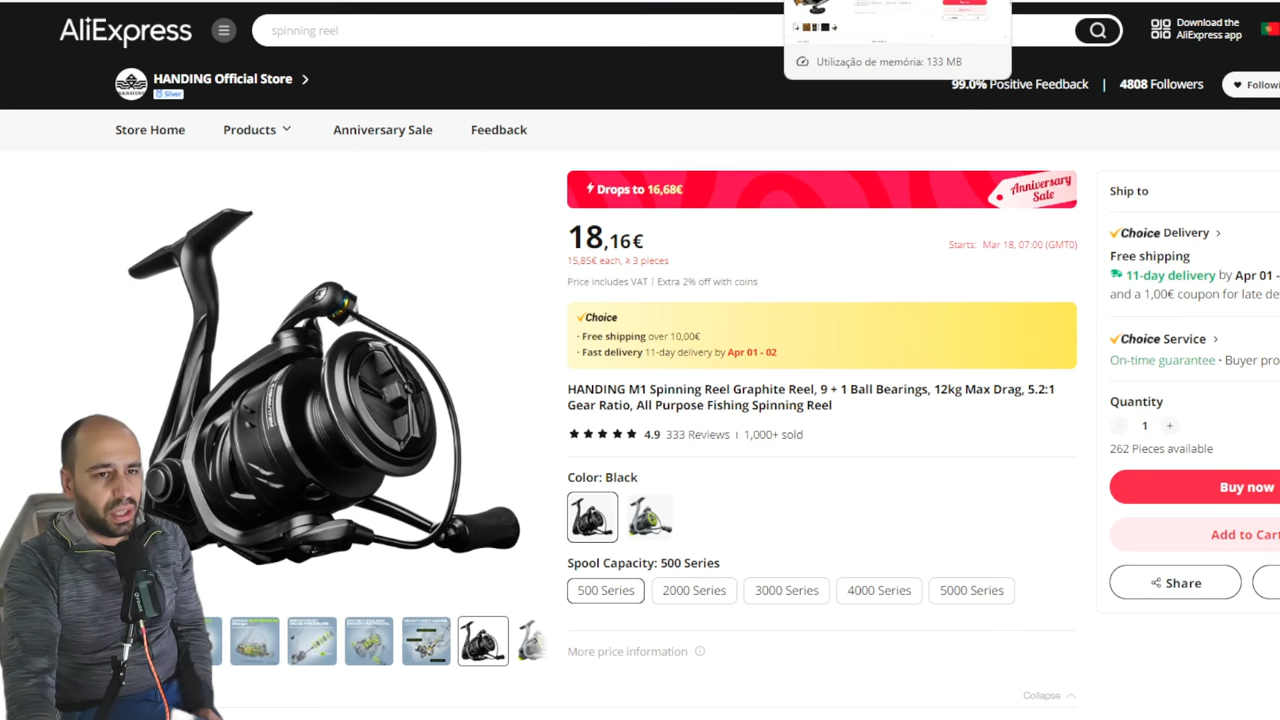 AliExpress
spinning reel
Download the
AliExpress app
Utilização de memória: 133 MB
HANDING Official Store
Silver
99.0% Positive Feedback | 4808 Followers
Followi
Store Home
Products
Anniversary Sale
Feedback
Drops to 16,68€
Anniversary
Sale
18,16€
Starts: Mar 18, 07:00 (GMT0)
15,85€ each, ≥ 3 pieces
Price includes VAT | Extra 2% off with coins
Choice
· Free shipping over 10,00€
· Fast delivery 11-day delivery by Apr 01 - 02
HANDING M1 Spinning Reel Graphite Reel, 9 + 1 Ball Bearings, 12kg Max Drag, 5.2:1
Gear Ratio, All Purpose Fishing Spinning Reel
4.9 333 Reviews | 1,000+ sold
Color: Black
Spool Capacity: 500 Series
500 Series
2000 Series
3000 Series
4000 Series
5000 Series
More price information
Collapse
Ship to
Choice Delivery
Free shipping
11-day delivery by Apr 01 -
and a 1,00€ coupon for late de
Choice Service
On-time guarantee · Buyer pro
Quantity
1
262 Pieces available
Buy now
Add to Cart
Share